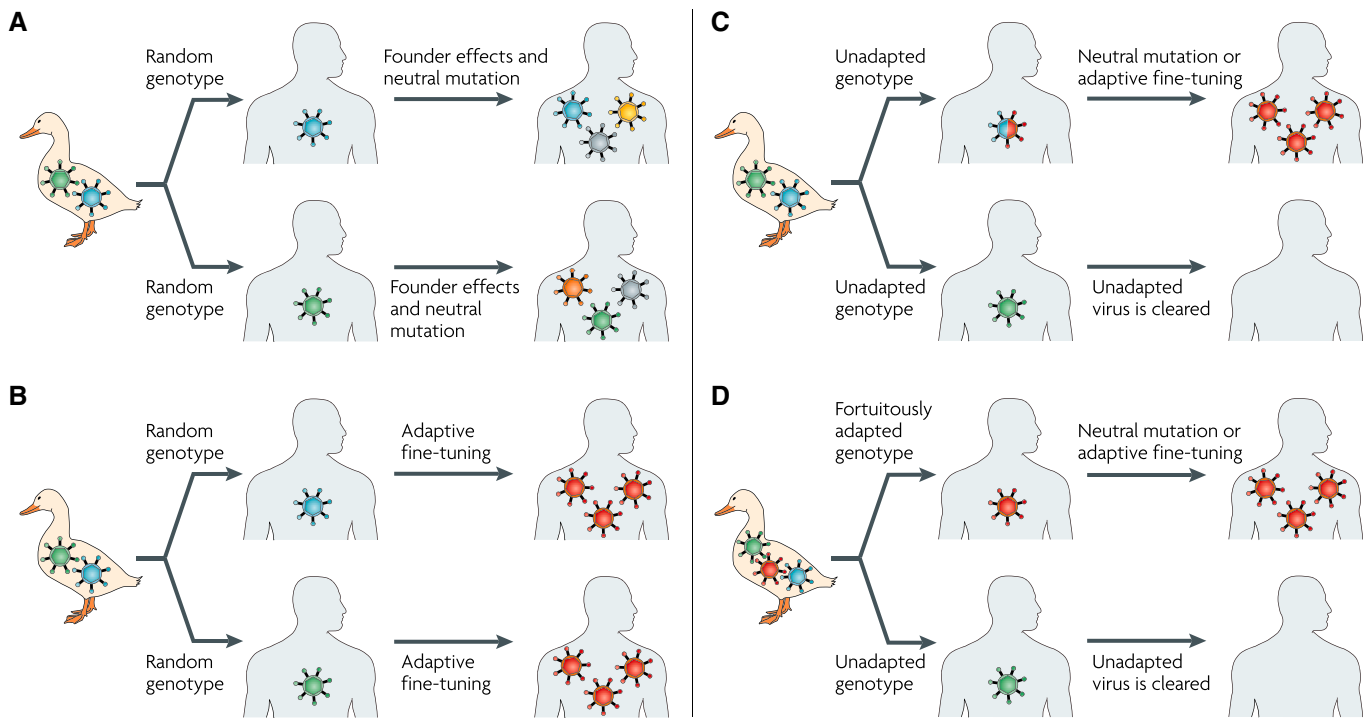 A
Random
genotype
Founder effects and
neutral mutation
Random
genotype
Founder effects
and neutral
mutation
B
Random
genotype
Adaptive
fine-tuning
Random
genotype
Adaptive
fine-tuning
C
Unadapted
genotype
Neutral mutation or
adaptive fine-tuning
Unadapted
genotype
Unadapted
virus is cleared
D
Fortuitously
adapted
genotype
Neutral mutation or
adaptive fine-tuning
Unadapted
genotype
Unadapted
virus is cleared